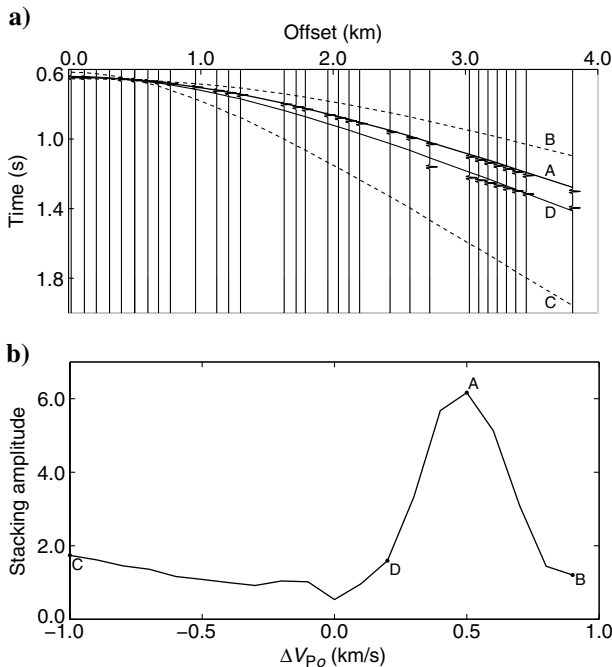 a)
Offset (km)
0.0 1.0 2.0 3.0 4.0
0.6
1.0
1.4
1.8
Time (s)
B
A
D
C
b)
6.0
4.0
2.0
0.0
Stacking amplitude
A
C
D
B
−1.0 −0.5 0.0 0.5 1.0
ΔV_Po (km/s)